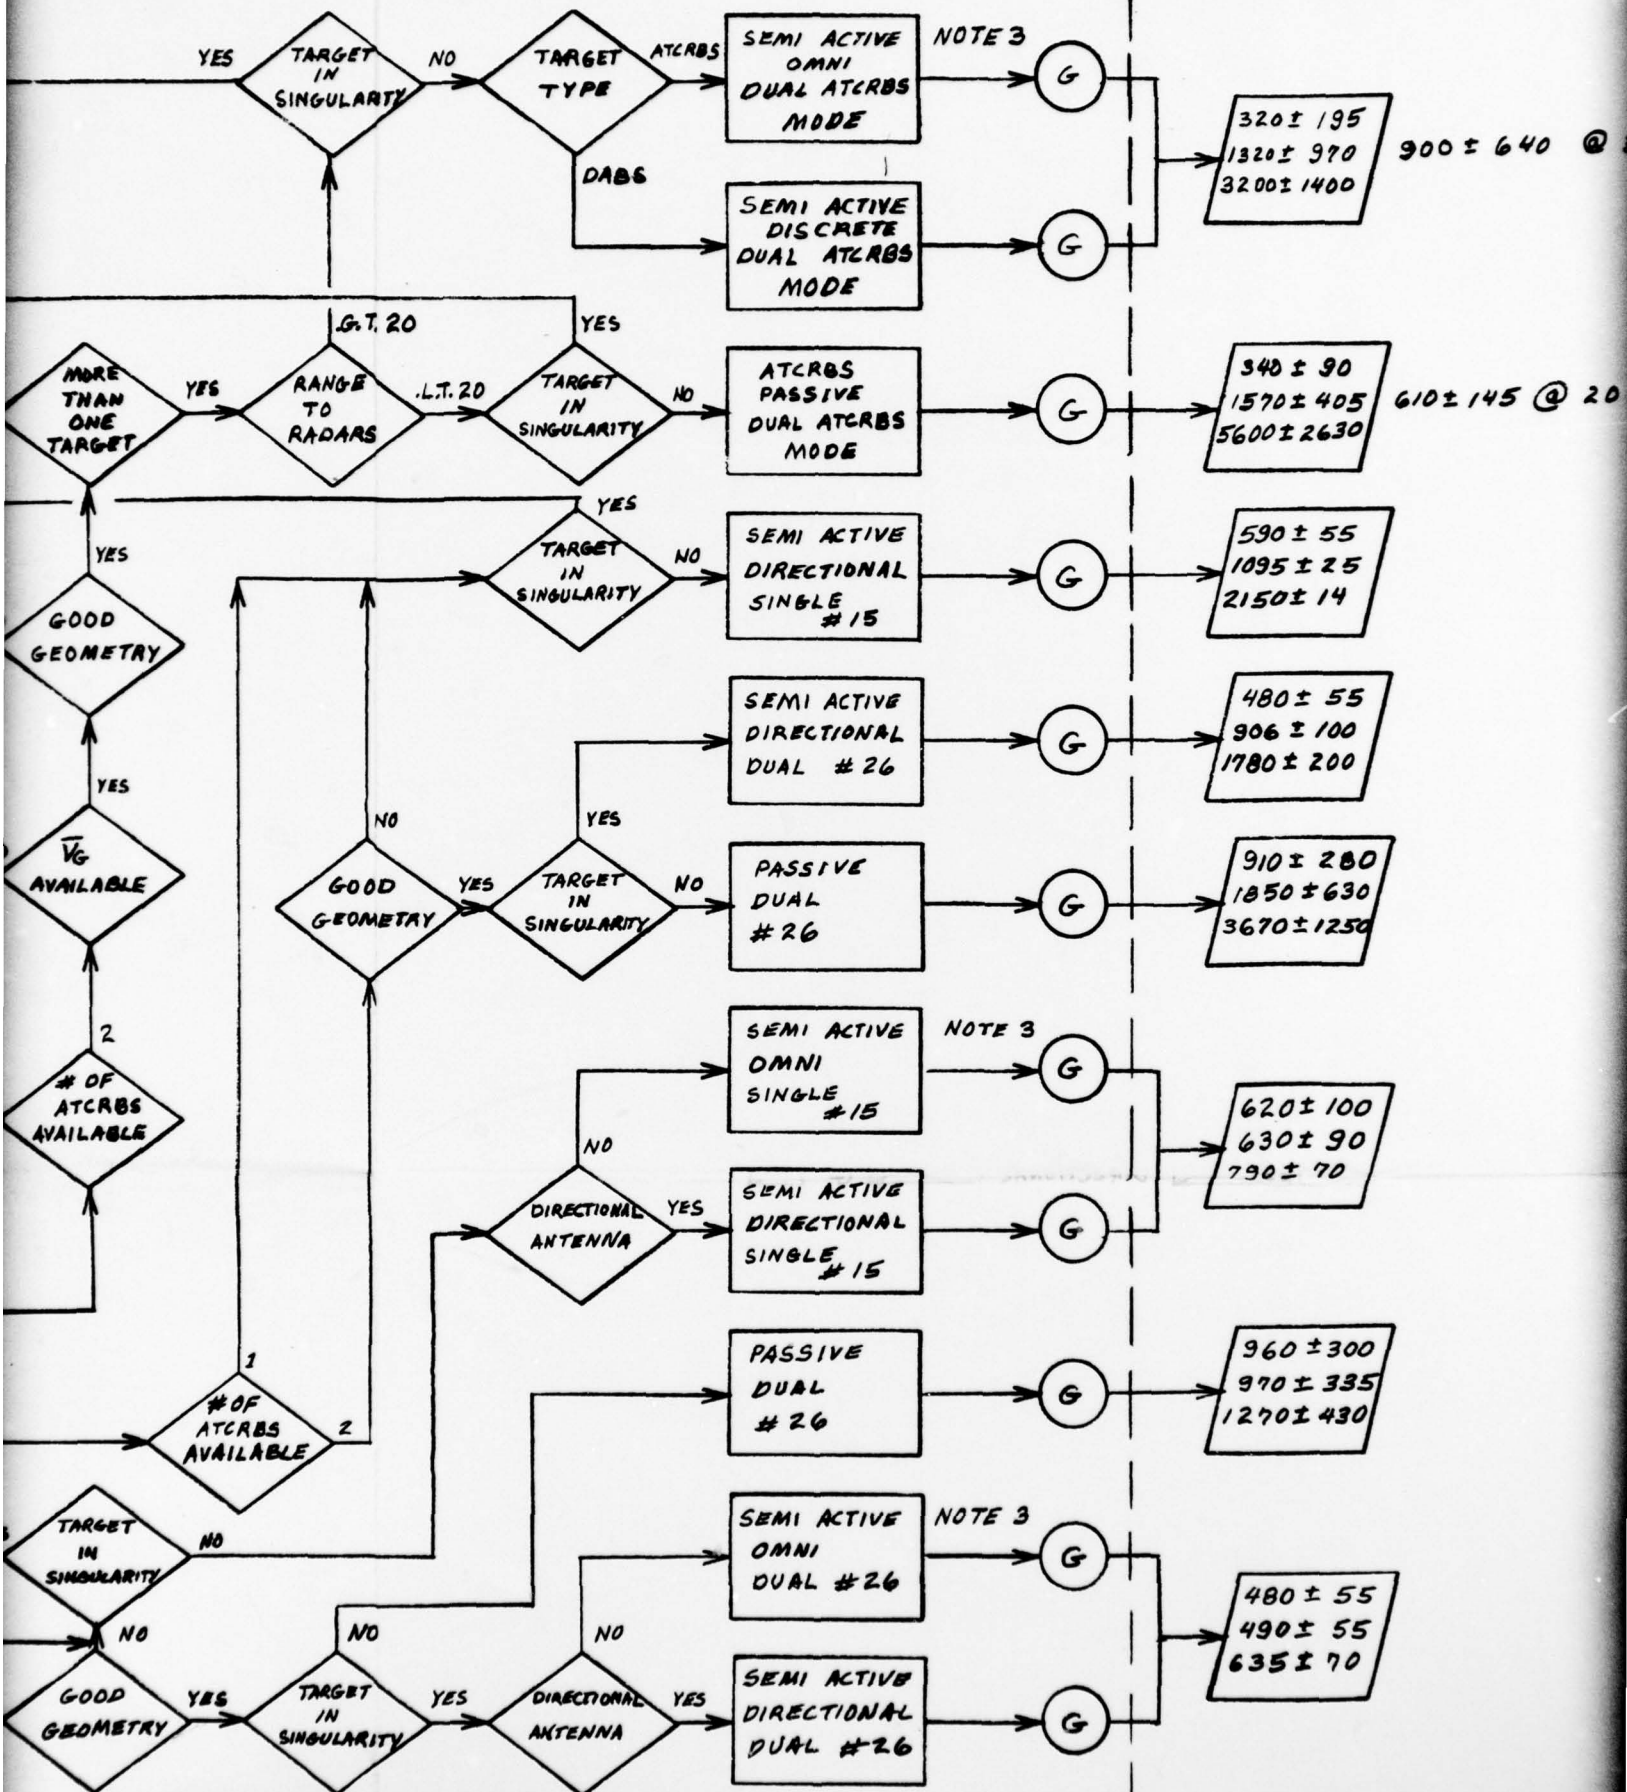 YES
TARGET
IN
SINGULARITY
NO
TARGET
TYPE
ATCRBS
SEMI ACTIVE
OMNI
DUAL ATCRBS
MODE
NOTE 3
G
320 ± 195
1320 ± 970
3200 ± 1400
900 ± 640 @
DABS
SEMI ACTIVE
DISCRETE
DUAL ATCRBS
MODE
G
.G.T. 20
YES
MORE
THAN
ONE
TARGET
YES
RANGE
TO
RADARS
.L.T. 20
TARGET
IN
SINGULARITY
NO
ATCRBS
PASSIVE
DUAL ATCRBS
MODE
G
340 ± 90
1570 ± 405
5600 ± 2630
610 ± 145 @ 20
YES
YES
TARGET
IN
SINGULARITY
NO
SEMI ACTIVE
DIRECTIONAL
SINGLE
#15
G
590 ± 55
1095 ± 25
2150 ± 14
GOOD
GEOMETRY
YES
SEMI ACTIVE
DIRECTIONAL
DUAL #26
G
480 ± 55
906 ± 100
1780 ± 200
V̅G
AVAILABLE
NO
YES
GOOD
GEOMETRY
YES
TARGET
IN
SINGULARITY
NO
PASSIVE
DUAL
#26
G
910 ± 280
1850 ± 630
3670 ± 1250
2
# OF
ATCRBS
AVAILABLE
SEMI ACTIVE
OMNI
SINGLE
#15
NOTE 3
G
620 ± 100
630 ± 90
790 ± 70
NO
DIRECTIONAL
ANTENNA
YES
SEMI ACTIVE
DIRECTIONAL
SINGLE
#15
G
1
# OF
ATCRBS
AVAILABLE
2
PASSIVE
DUAL
#26
G
960 ± 300
970 ± 335
1270 ± 430
TARGET
IN
SINGULARITY
NO
SEMI ACTIVE
OMNI
DUAL #26
NOTE 3
G
480 ± 55
490 ± 55
635 ± 70
NO
NO
NO
GOOD
GEOMETRY
YES
TARGET
IN
SINGULARITY
YES
DIRECTIONAL
ANTENNA
YES
SEMI ACTIVE
DIRECTIONAL
DUAL #26
G